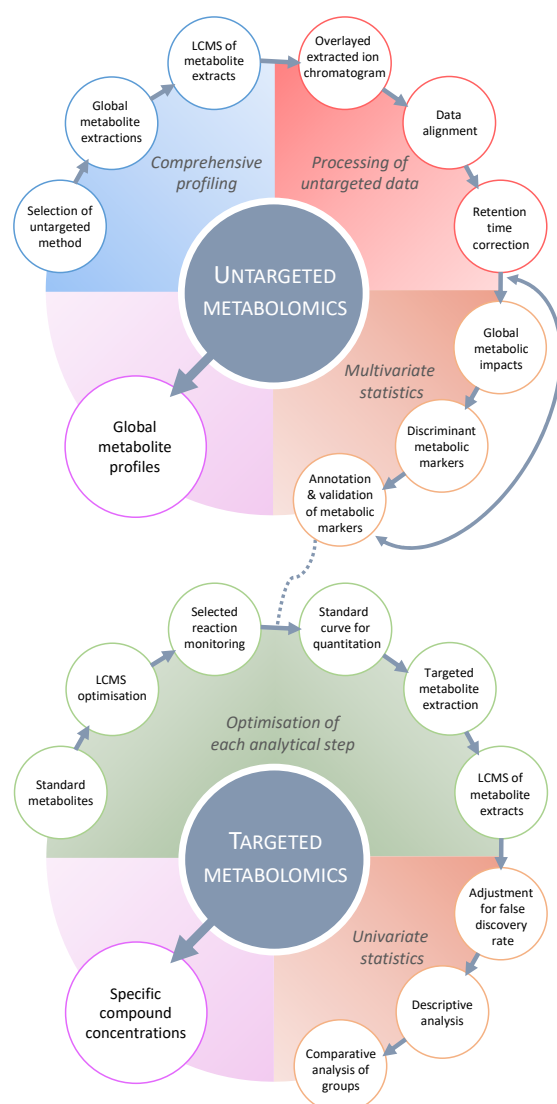 LCMS of
metabolite
extracts
Overlayed
extracted ion
chromatogram
Global
metabolite
extractions
Data
alignment
Comprehensive
profiling
Processing of
untargeted data
Selection of
untargeted
method
Retention
time
correction
UNTARGETED
METABOLOMICS
Global
metabolic
impacts
Multivariate
statistics
Global
metabolite
profiles
Discriminant
metabolic
markers
Annotation
& validation
of metabolic
markers
Selected
reaction
monitoring
Standard
curve for
quantitation
LCMS
optimisation
Targeted
metabolite
extraction
Optimisation of
each analytical step
Standard
metabolites
LCMS of
metabolite
extracts
TARGETED
METABOLOMICS
Adjustment
for false
discovery
rate
Univariate
statistics
Specific
compound
concentrations
Descriptive
analysis
Comparative
analysis of
groups